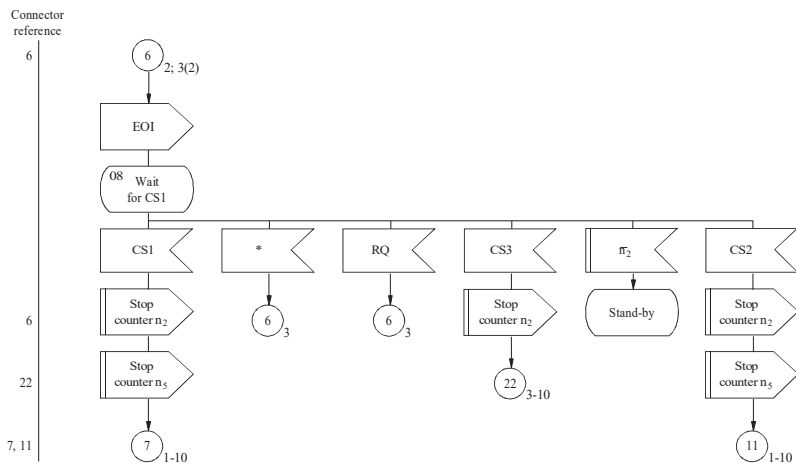 Connector
reference
6
6
2; 3(2)
EOI
08
Wait
for CS1
CS1
*
RQ
CS3
n̅₂
CS2
6
Stop
counter n₂
6
3
6
3
Stop
counter n₂
Stand-by
Stop
counter n₂
22
Stop
counter n₅
22
3-10
Stop
counter n₅
7, 11
7
1-10
11
1-10